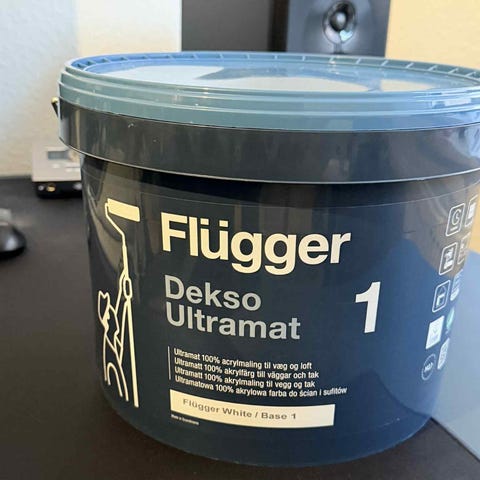 Flügger
Dekso
Ultramat
1
Ultramat 100% acrylmaling til væg og loft
Ultramatt 100% akrylfärg till väggar och tak
Ultramatt 100% akrylmaling til vegg og tak
Ultramatowa 100% akrylowa farba do ścian i sufitów
Flügger White / Base 1